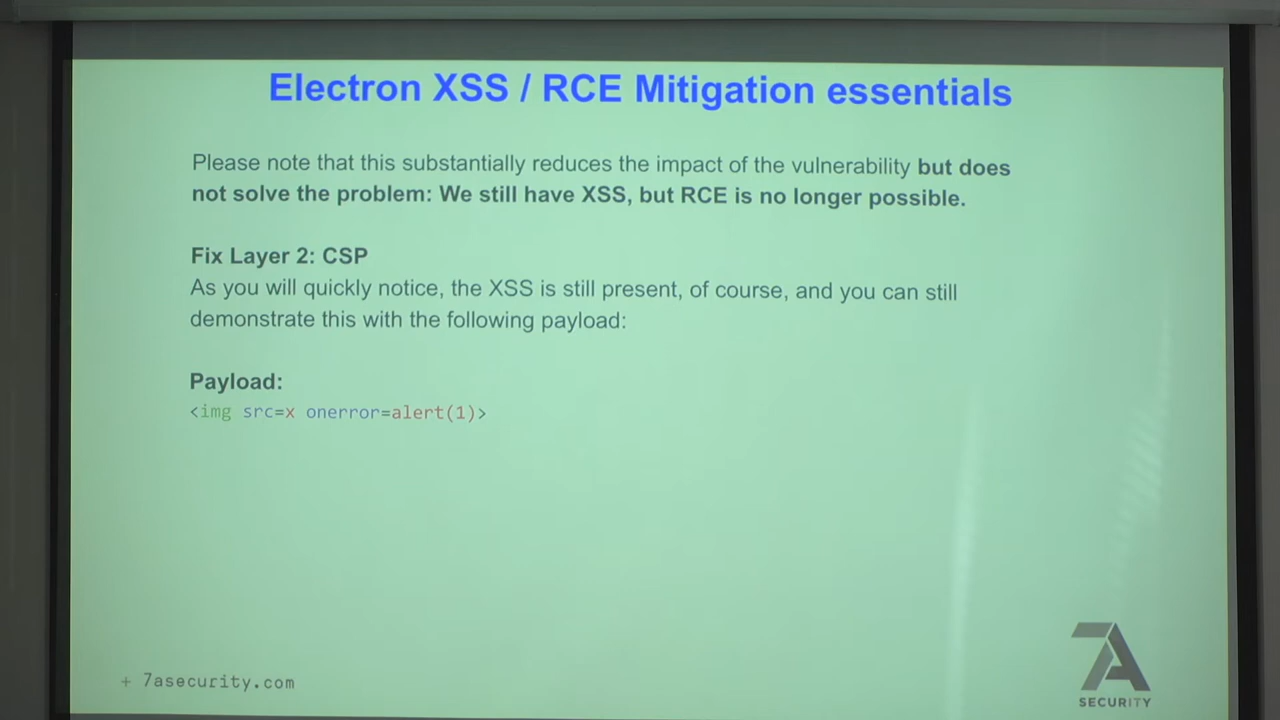 Electron XSS / RCE Mitigation essentials
Please note that this substantially reduces the impact of the vulnerability but does
not solve the problem: We still have XSS, but RCE is no longer possible.
Fix Layer 2: CSP
As you will quickly notice, the XSS is still present, of course, and you can still
demonstrate this with the following payload:
Payload:
<img src=x onerror=alert(1)>
+ 7asecurity.com
7A
SECURITY